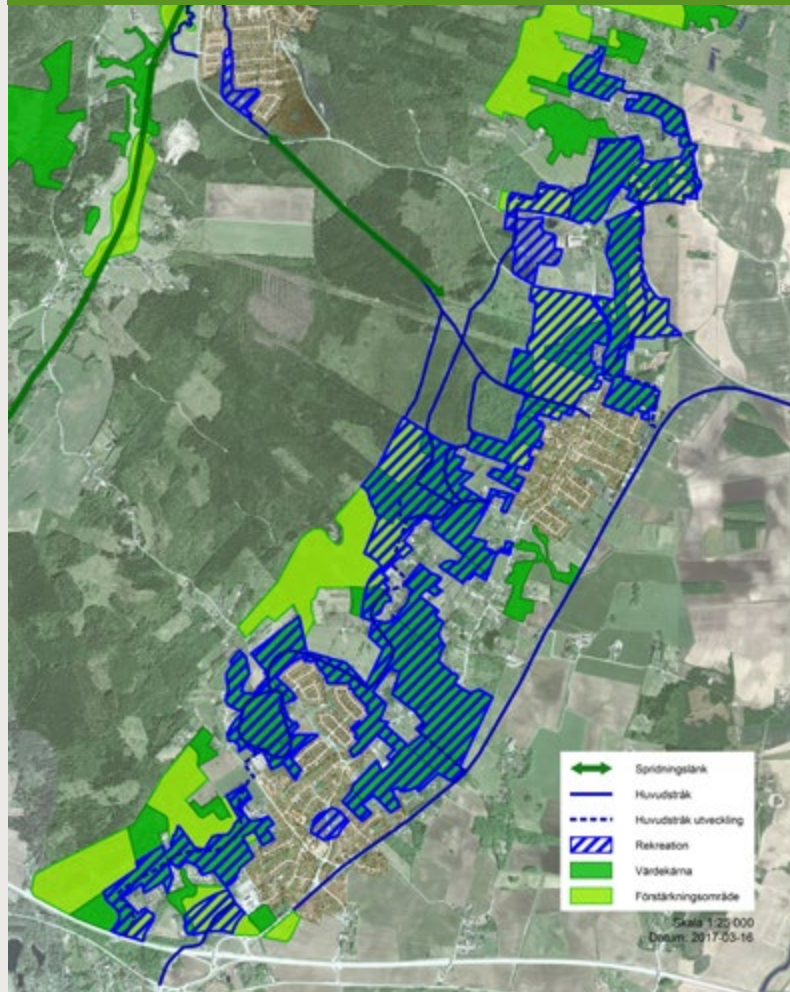 Spridningslänk
Huvudstråk
Huvudstråk utveckling
Rekreation
Värdekärna
Förstärkningsområde
Skala 1:25 000
Datum: 2017-03-16